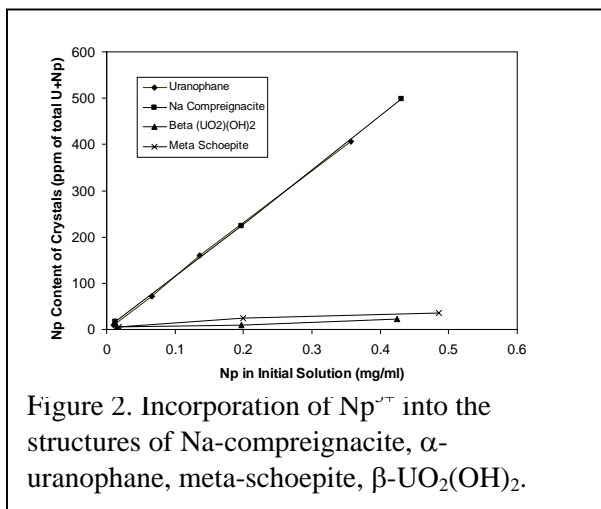 600
500
400
300
200
100
0
Np Content of Crystals (ppm of total U+Np)
Uranophane
Na Compreignacite
Beta (UO2)(OH)2
Meta Schoepite
0 0.1 0.2 0.3 0.4 0.5 0.6
Np in Initial Solution (mg/ml)
Figure 2. Incorporation of Np⁵⁺ into the
structures of Na-compreignacite, α-
uranophane, meta-schoepite, β-UO₂(OH)₂.